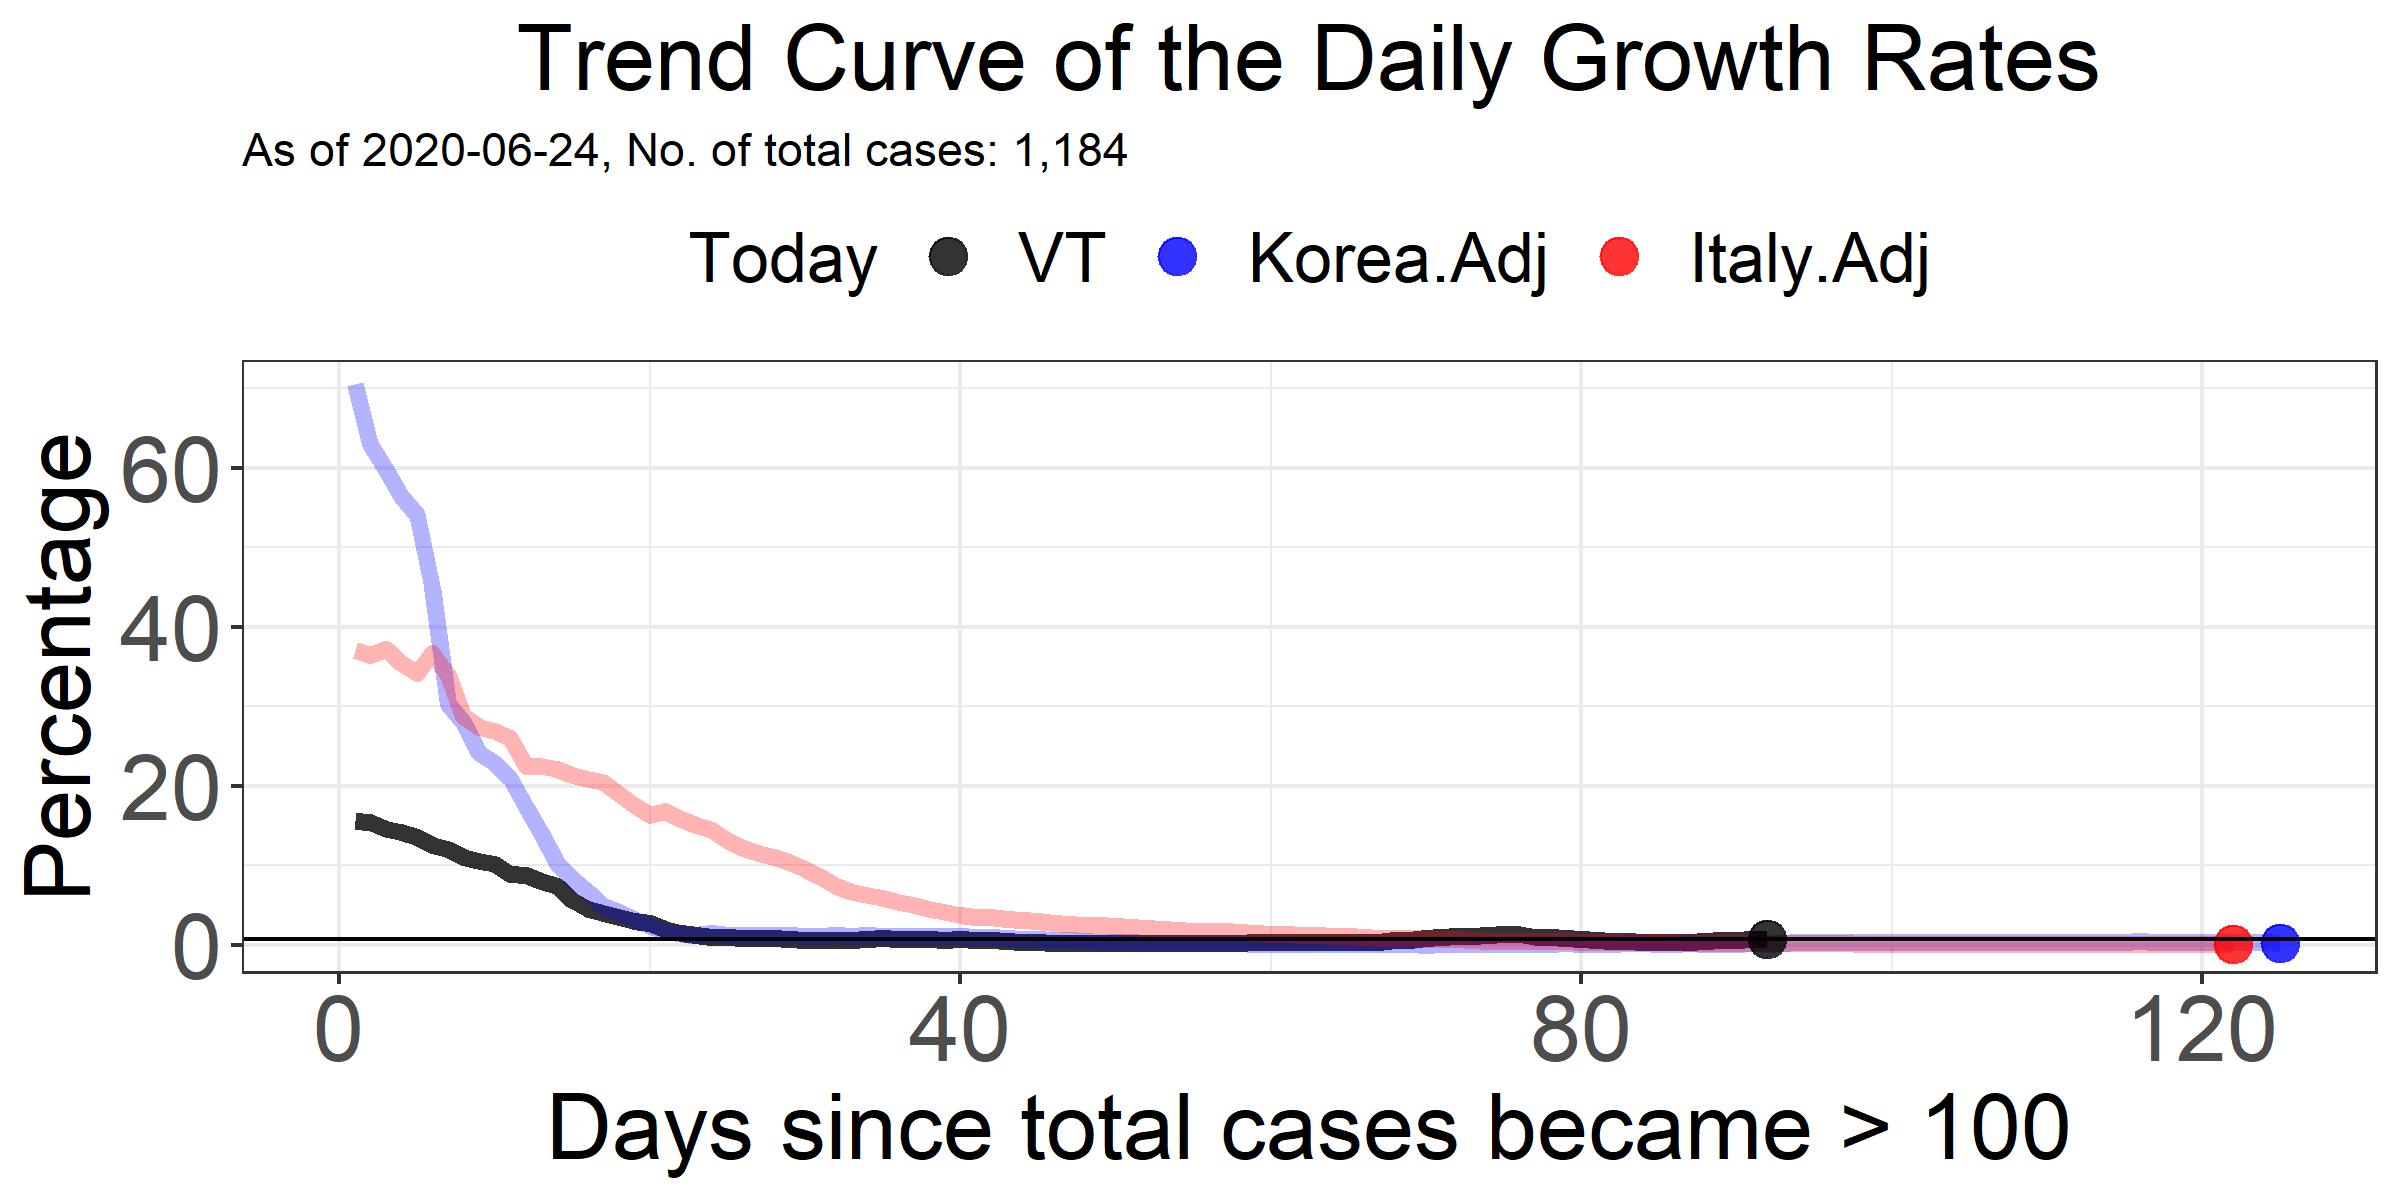 Trend Curve of the Daily Growth Rates
As of 2020-06-24, No. of total cases: 1,184
Today VT Korea.Adj Italy.Adj
Percentage
60
40
20
0
0 40 80 120
Days since total cases became > 100